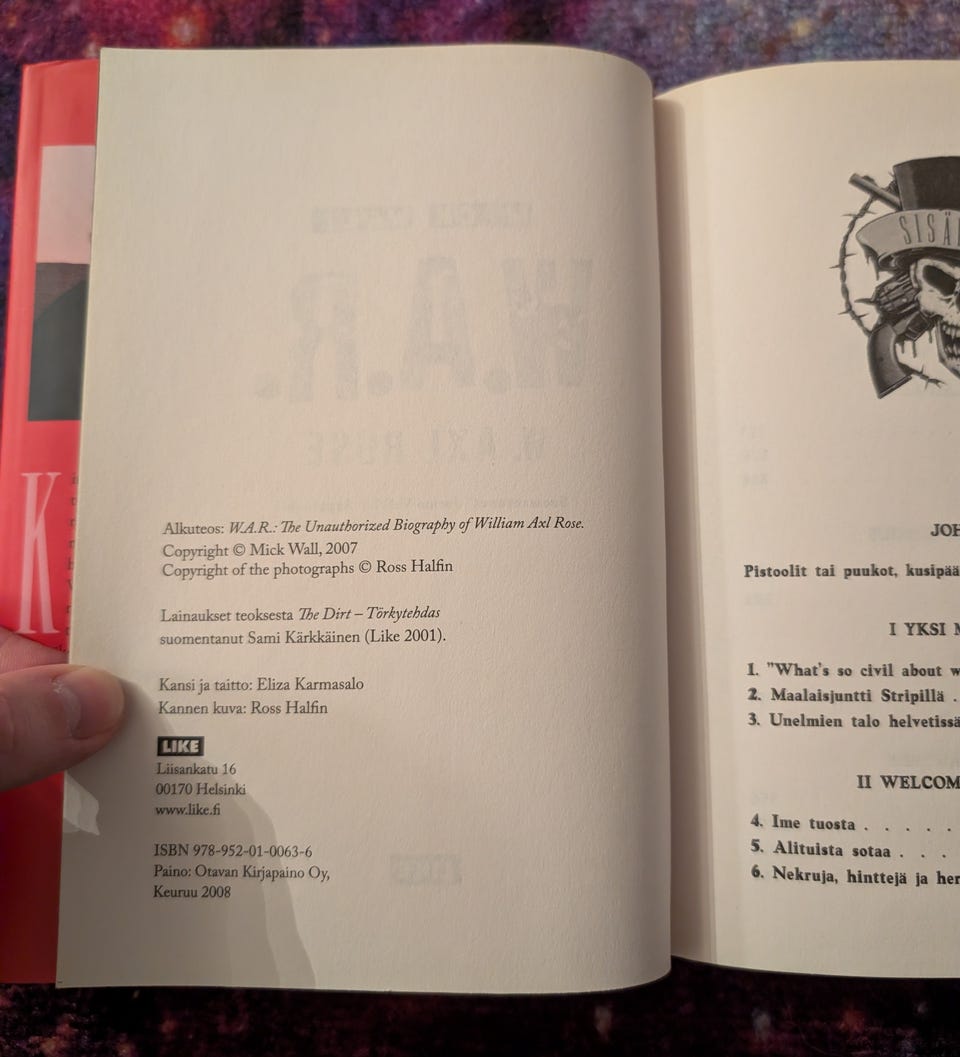 K
Alkuteos: W.A.R.: The Unauthorized Biography of William Axl Rose.
Copyright © Mick Wall, 2007
Copyright of the photographs © Ross Halfin
Lainaukset teoksesta The Dirt – Törkytehdas
suomentanut Sami Kärkkäinen (Like 2001).
Kansi ja taitto: Eliza Karmasalo
Kannen kuva: Ross Halfin
LIKE
Liisankatu 16
00170 Helsinki
www.like.fi
ISBN 978-952-01-0063-6
Paino: Otavan Kirjapaino Oy,
Keuruu 2008
SISÄ
JOH
Pistoolit tai puukot, kusipää
I YKSI
1. "What's so civil about w
2. Maalaisjuntti Stripillä .
3. Unelmien talo helvetissä
II WELCOM
4. Ime tuosta . . . . .
5. Alituista sotaa . . .
6. Nekruja, hinttejä ja her